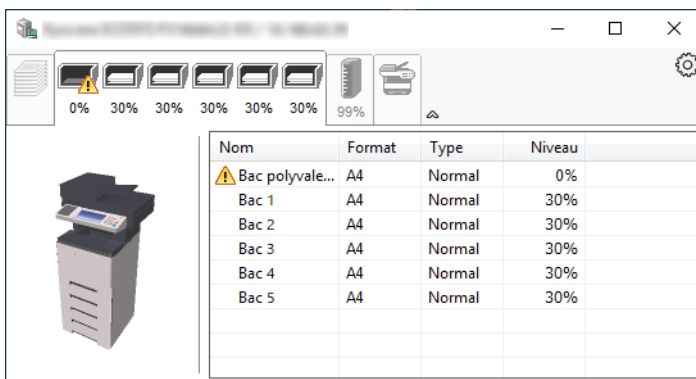 0% 30% 30% 30% 30% 30% 99%
Nom Format Type Niveau
Bac polyvale... A4 Normal 0%
Bac 1 A4 Normal 30%
Bac 2 A4 Normal 30%
Bac 3 A4 Normal 30%
Bac 4 A4 Normal 30%
Bac 5 A4 Normal 30%